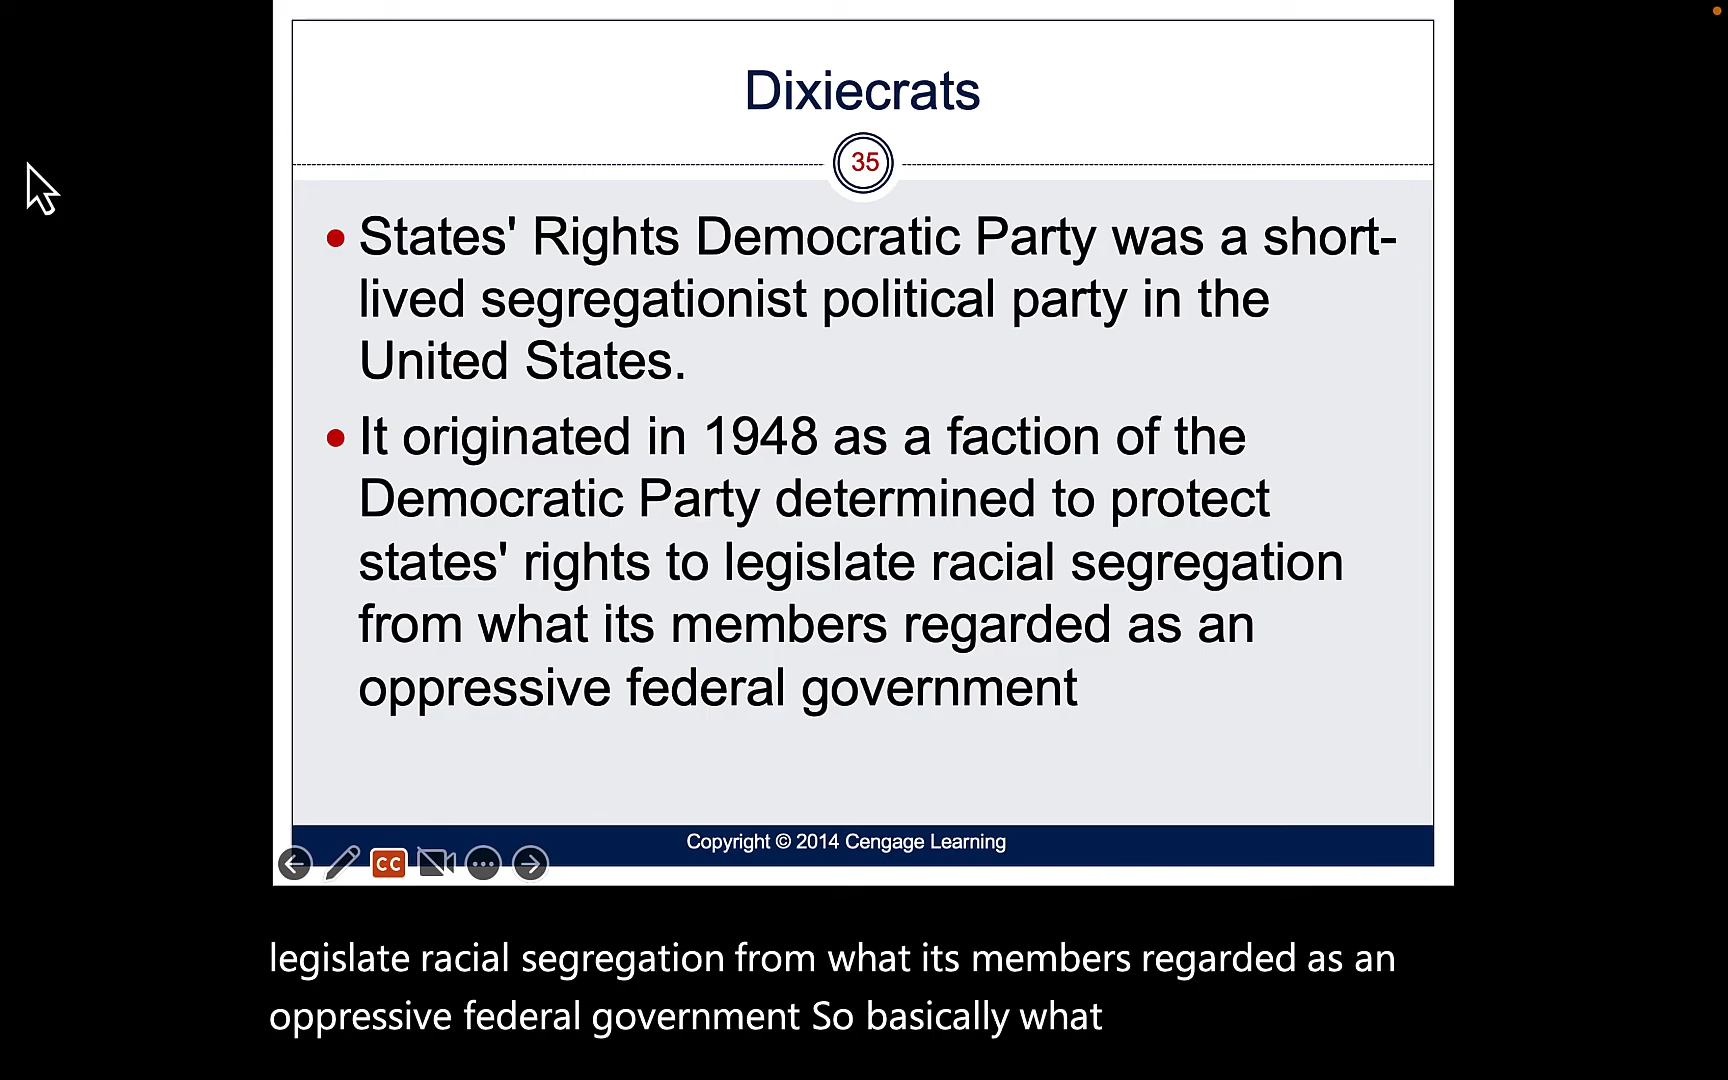 Dixiecrats
35
• States' Rights Democratic Party was a short-
lived segregationist political party in the
United States.
• It originated in 1948 as a faction of the
Democratic Party determined to protect
states' rights to legislate racial segregation
from what its members regarded as an
oppressive federal government
Copyright © 2014 Cengage Learning
CC
legislate racial segregation from what its members regarded as an
oppressive federal government So basically what